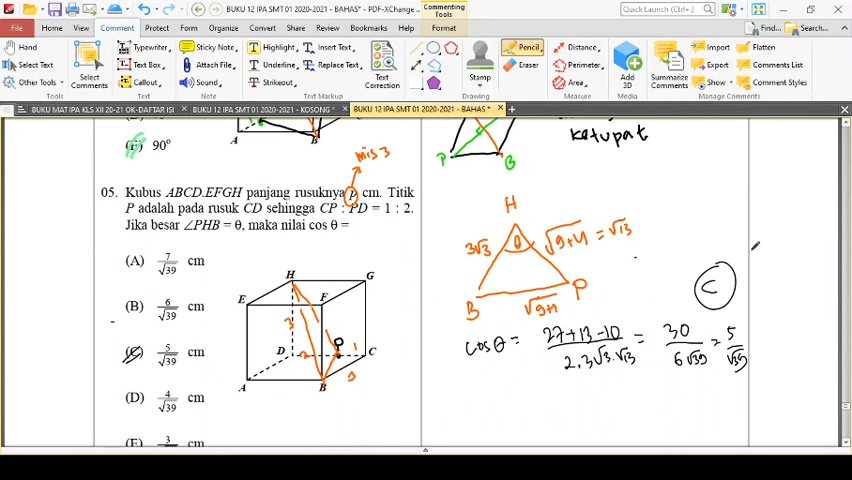 BUKU 12 IPA SMT 01 2020-2021 - BAHAS* - PDF-XChange
Commenting Tools
Quick Launch (Ctrl+.)
File
Home
View
Comment
Protect
Form
Organize
Convert
Share
Review
Bookmarks
Help
Format
Find...
Search...
Hand
Select Text
Other Tools
Select Comments
Typewriter
Text Box
Callout
Sticky Note
Attach File
Sound
Highlight
Underline
Strikeout
Insert Text
Replace Text
Text Correction
Pencil
Eraser
Stamp
Distance
Perimeter
Area
Add 3D
Summarize Comments
Import
Export
Show
Flatten
Comments List
Comment Styles
Tools
Comment
Text Markup
Drawing
Measure
3D
Manage Comments
BUKU MAT IPA KLS XII 20-21 OK-DAFTAR ISI
BUKU 12 IPA SMT 01 2020-2021 - KOSONG *
BUKU 12 IPA SMT 01 2020-2021 - BAHAS *
(E) 90°
A
B
P
B
ketupat
mis 3
05. Kubus ABCD.EFGH panjang rusuknya p cm. Titik
P adalah pada rusuk CD sehingga CP : PD = 1 : 2.
Jika besar ∠PHB = θ, maka nilai cos θ =
(A) 7/√39 cm
(B) 6/√39 cm
(C) 5/√39 cm
(D) 4/√39 cm
(E) 3
H
G
E
F
3
P
D
2
1
C
3
A
B
H
3√3
θ
√9+4 = √13
B
√9+1
P
C
cos θ = 27+13-10 / 2.3√3.√13 = 30 / 6√39 = 5 / √39